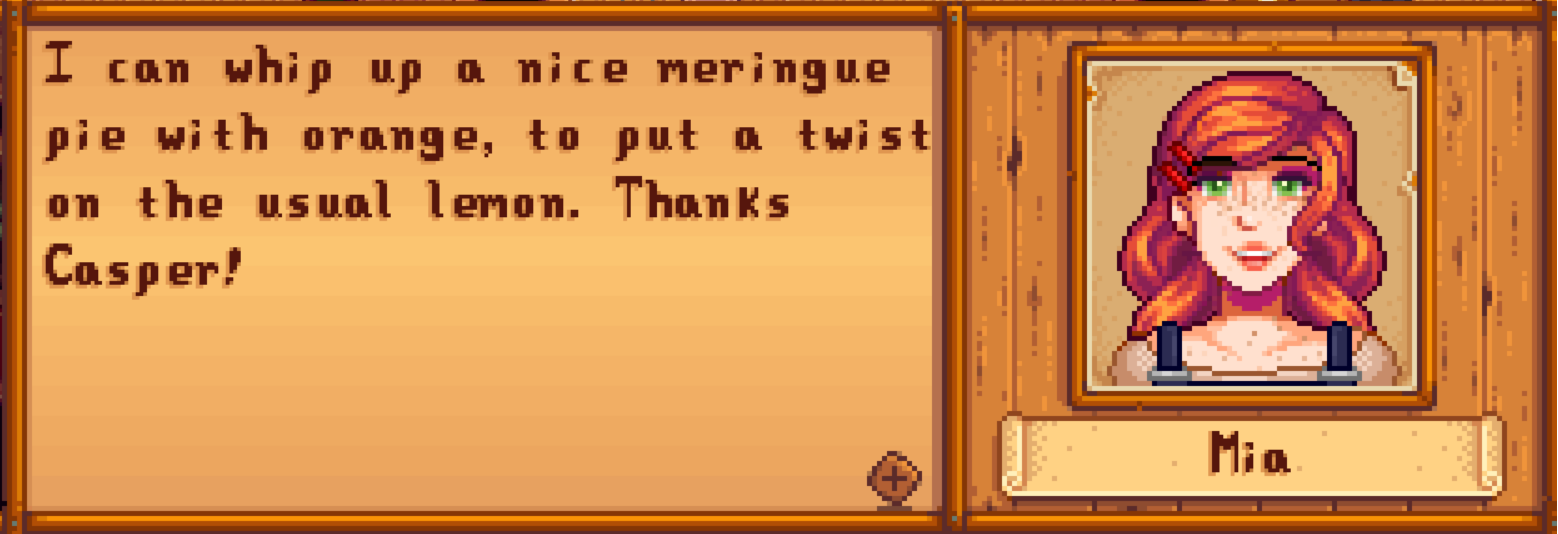 I can whip up a nice meringue
pie with orange, to put a twist
on the usual lemon. Thanks
Casper!
Mia